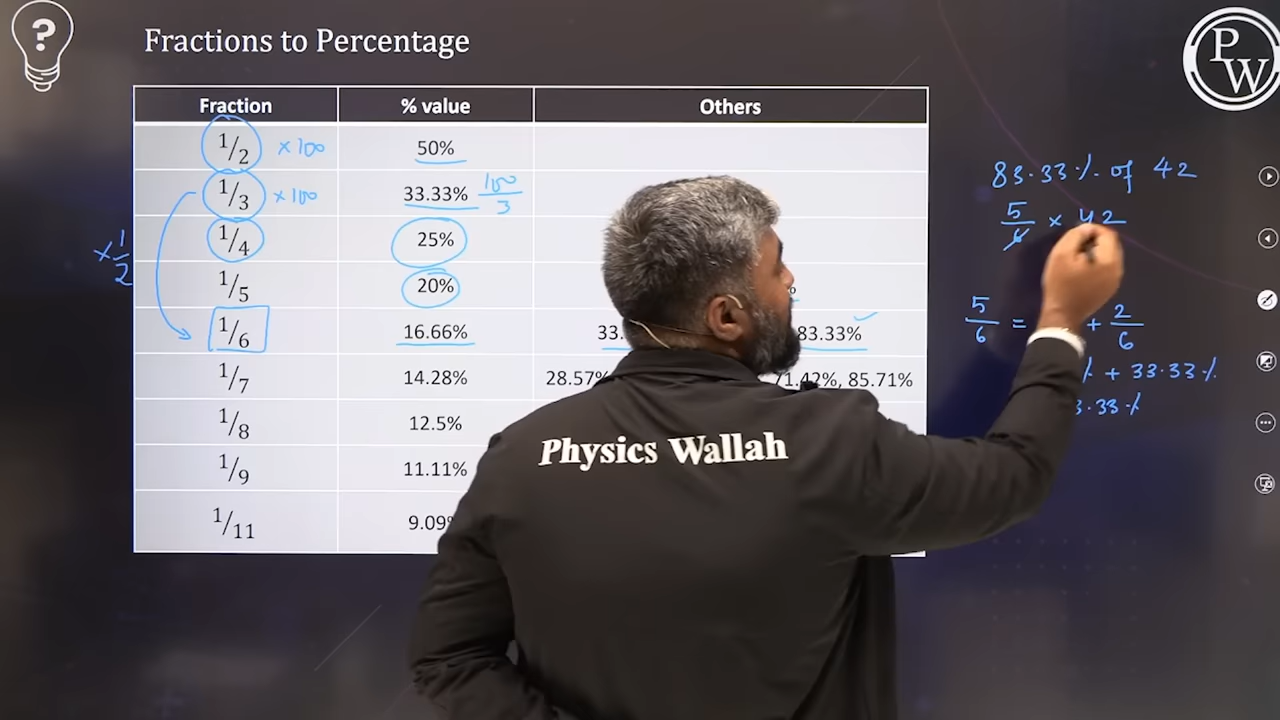 ?
Fractions to Percentage
P
W
Fraction % value Others
1/2 ×100 50%
1/3 ×100 33.33% 100/3
1/4 25%
×1/2
1/5 20%
1/6 16.66% 83.33%
1/7 14.28% 28.57% 71.42%, 85.71%
1/8 12.5%
1/9 11.11%
1/11
83.33% of 42
5/6 × 42
5/6 = + 2/6
+ 33.33%
Physics Wallah